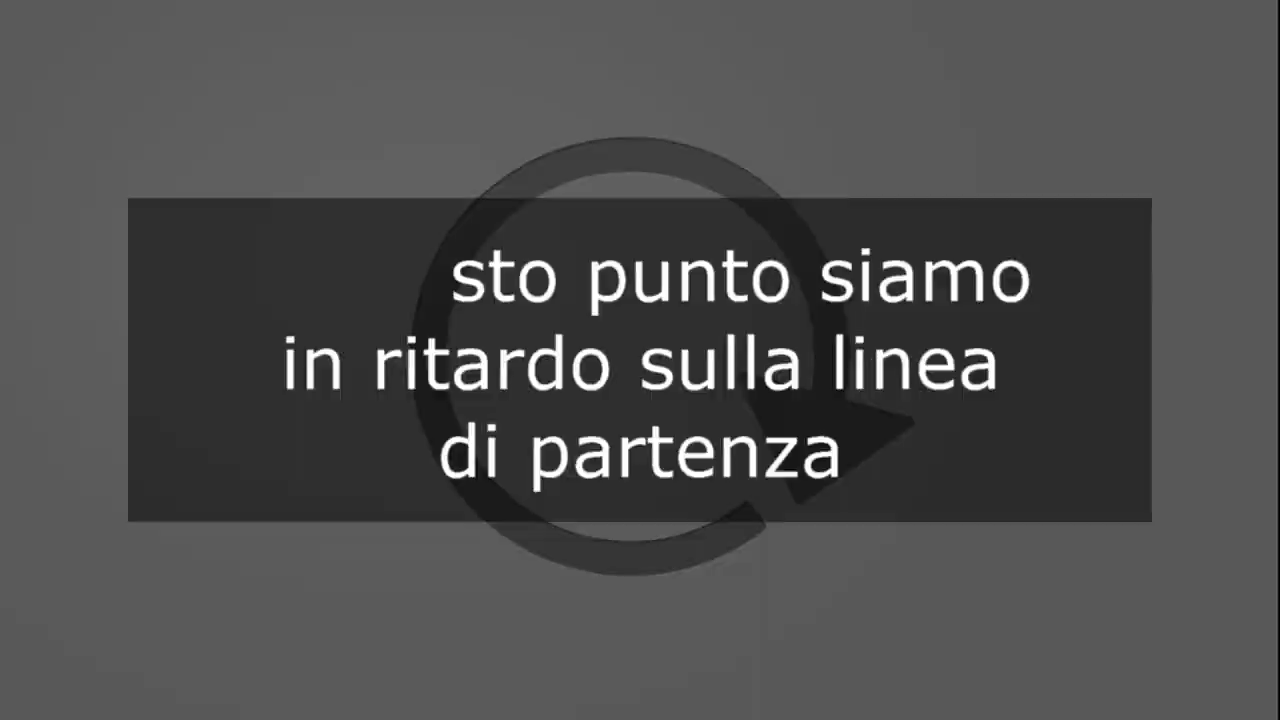 sto punto siamo
in ritardo sulla linea
di partenza